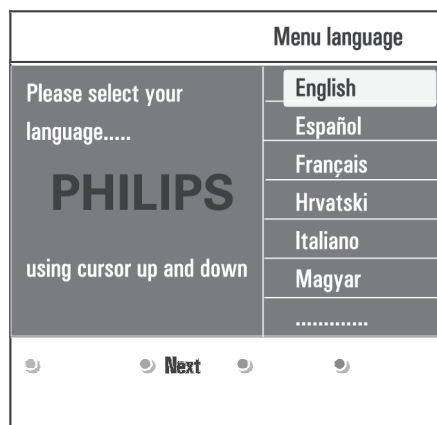 Menu language
Please select your
language.....
PHILIPS
using cursor up and down
English
Español
Français
Hrvatski
Italiano
Magyar
.............
Next